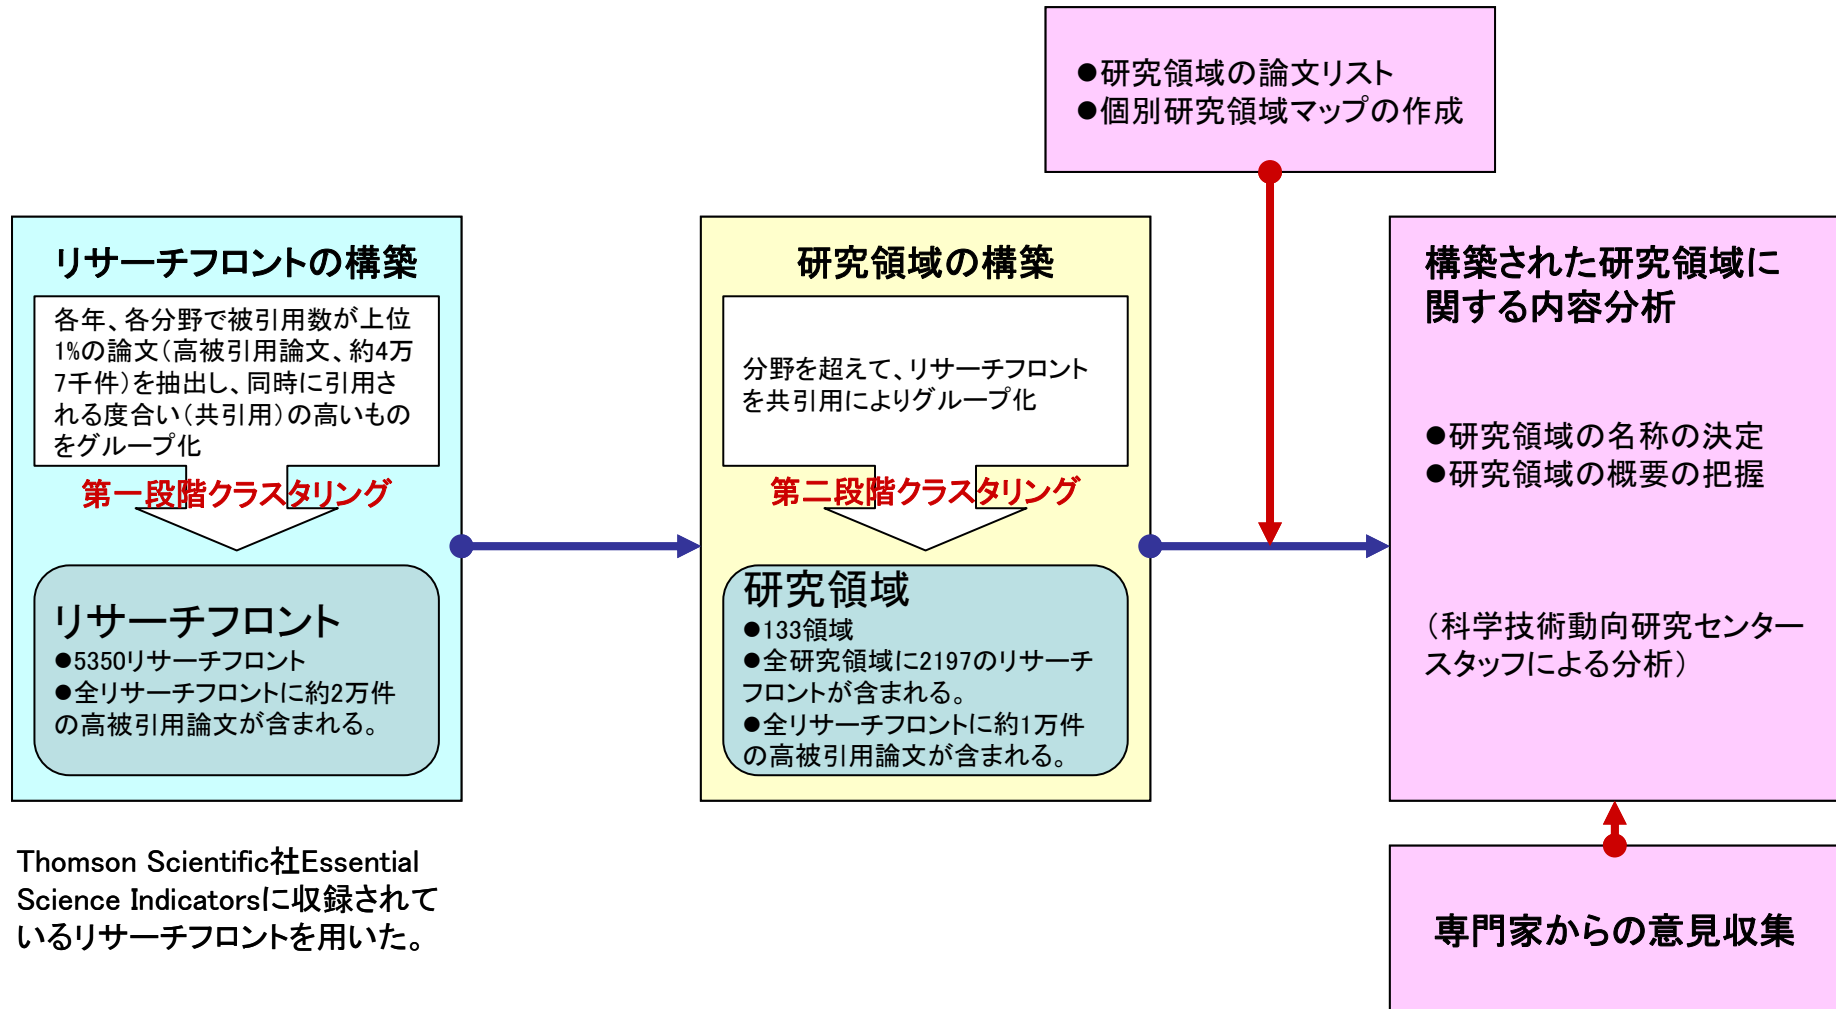 ●研究領域の論文リスト
●個別研究領域マップの作成
リサーチフロントの構築
各年、各分野で被引用数が上位
1%の論文(高被引用論文、約4万
7千件)を抽出し、同時に引用さ
れる度合い(共引用)の高いもの
をグループ化
第一段階クラスタリング
リサーチフロント
●5350リサーチフロント
●全リサーチフロントに約2万件
の高被引用論文が含まれる。
Thomson Scientific社Essential
Science Indicatorsに収録されて
いるリサーチフロントを用いた。
研究領域の構築
分野を超えて、リサーチフロント
を共引用によりグループ化
第二段階クラスタリング
研究領域
●133領域
●全研究領域に2197のリサーチ
フロントが含まれる。
●全リサーチフロントに約1万件
の高被引用論文が含まれる。
構築された研究領域に
関する内容分析
●研究領域の名称の決定
●研究領域の概要の把握
(科学技術動向研究センター
スタッフによる分析)
専門家からの意見収集